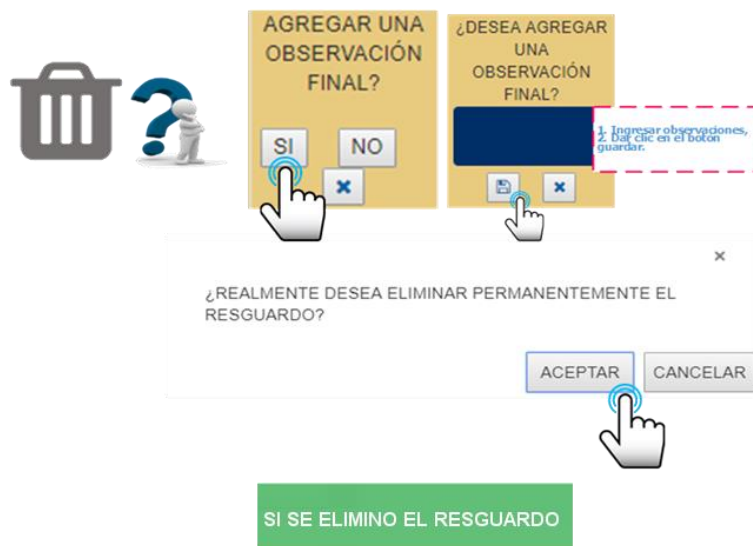 AGREGAR UNA
OBSERVACIÓN
FINAL?
SI
NO
¿DESEA AGREGAR
UNA
OBSERVACIÓN
FINAL?
1. Ingresar observaciones,
2. Dar clic en el botón
guardar.
¿REALMENTE DESEA ELIMINAR PERMANENTEMENTE EL
RESGUARDO?
ACEPTAR
CANCELAR
SI SE ELIMINO EL RESGUARDO